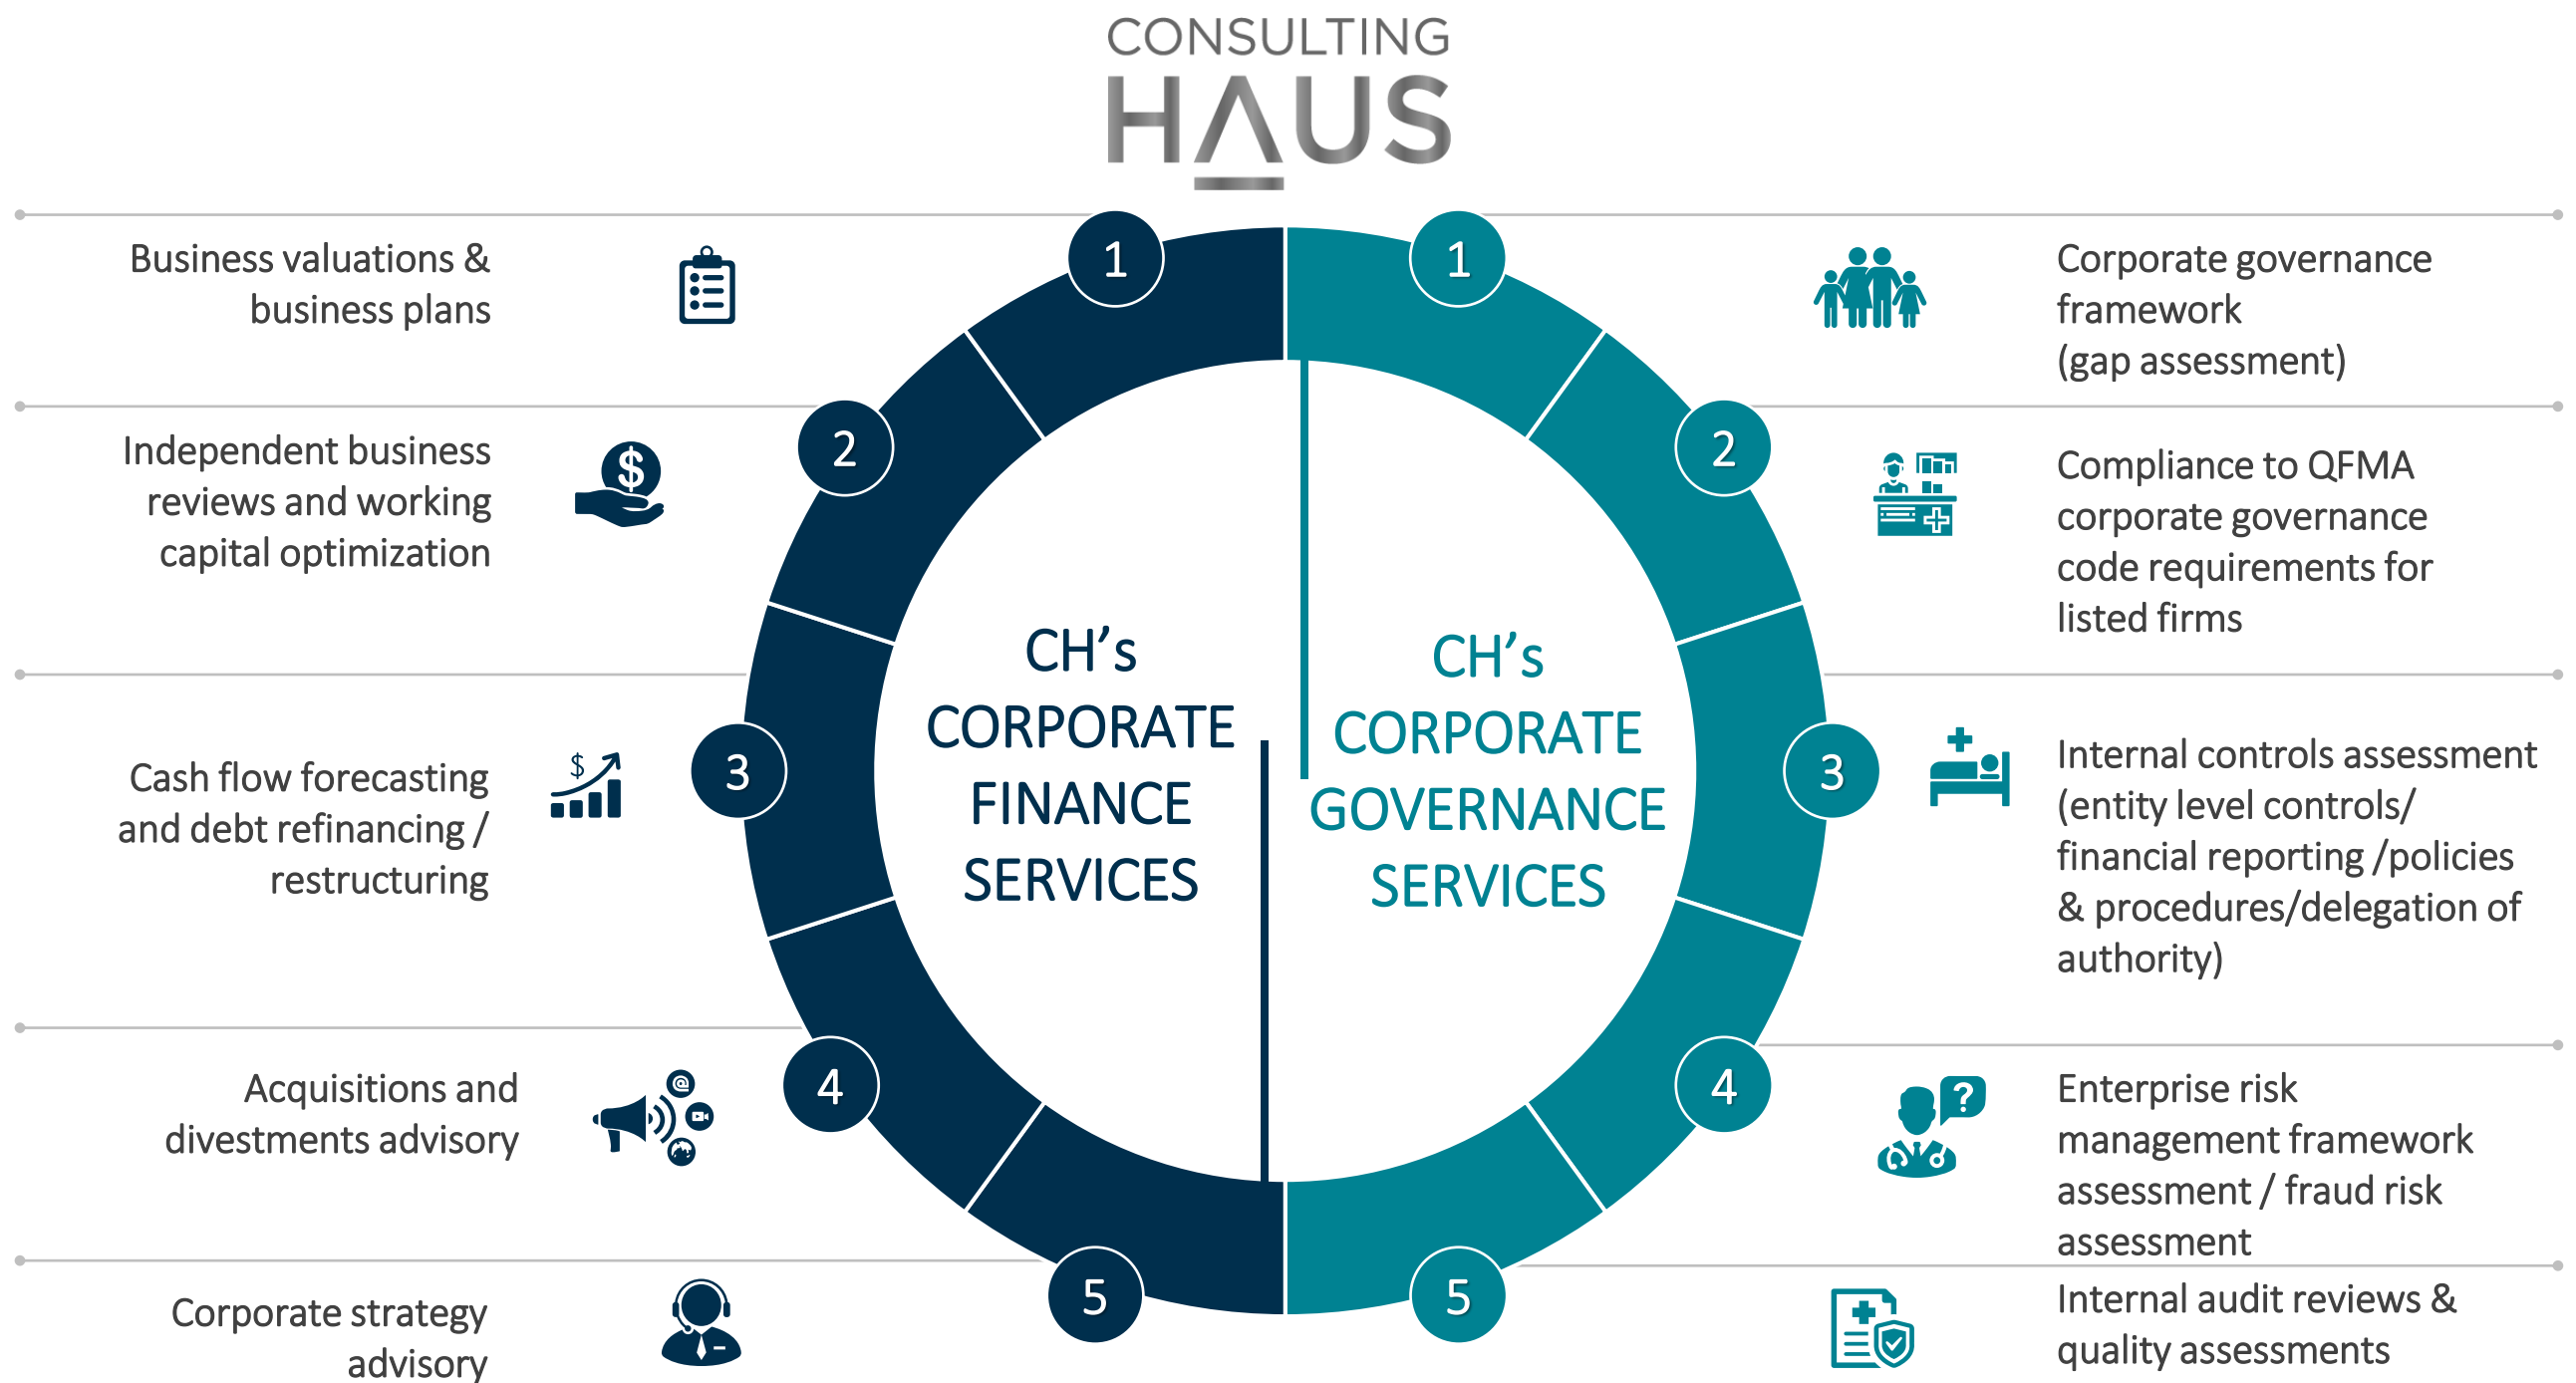 CONSULTING
HAUS
1
Business valuations &
business plans
2
Independent business
reviews and working
capital optimization
3
Cash flow forecasting
and debt refinancing /
restructuring
4
Acquisitions and
divestments advisory
5
Corporate strategy
advisory
CH’s
CORPORATE
FINANCE
SERVICES
CH’s
CORPORATE
GOVERNANCE
SERVICES
1
Corporate governance
framework
(gap assessment)
2
Compliance to QFMA
corporate governance
code requirements for
listed firms
3
Internal controls assessment
(entity level controls/
financial reporting /policies
& procedures/delegation of
authority)
4
Enterprise risk
management framework
assessment / fraud risk
assessment
5
Internal audit reviews &
quality assessments
$
$
@
?